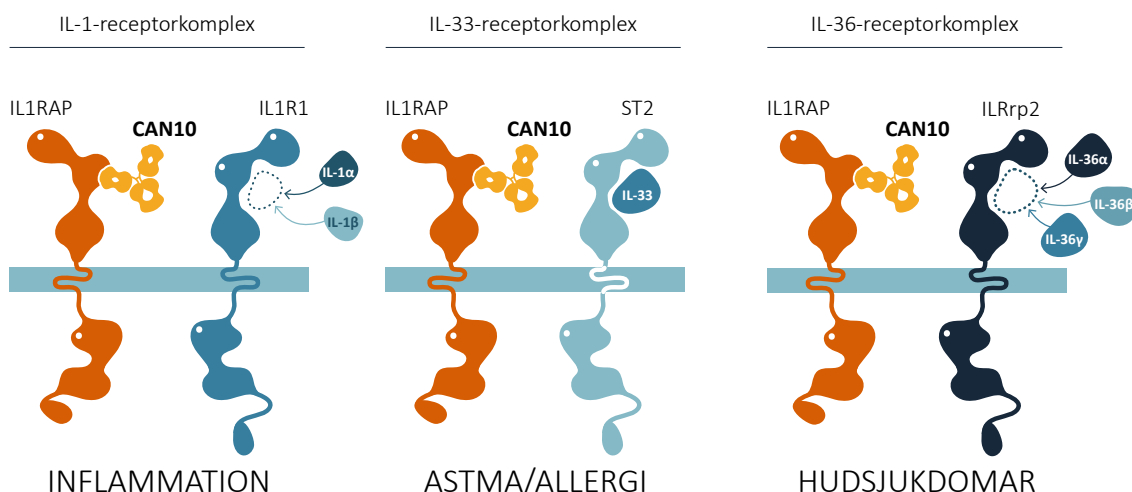 IL-1-receptorkomplex
IL1RAP
CAN10
IL1R1
IL-1α
IL-1β
INFLAMMATION
IL-33-receptorkomplex
IL1RAP
CAN10
ST2
IL-33
ASTMA/ALLERGI
IL-36-receptorkomplex
IL1RAP
CAN10
ILRrp2
IL-36α
IL-36β
IL-36γ
HUDSJUKDOMAR